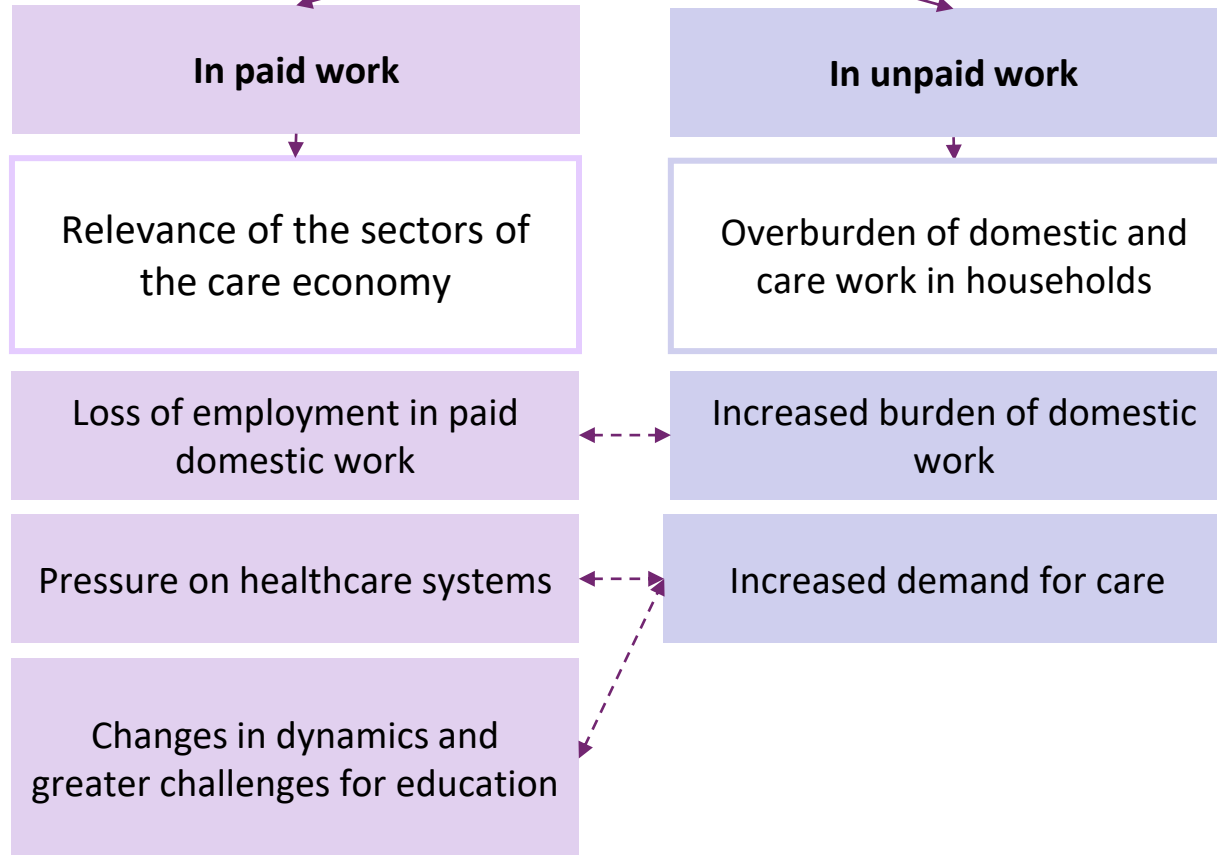 In paid work
In unpaid work
Relevance of the sectors of
the care economy
Overburden of domestic and
care work in households
Loss of employment in paid
domestic work
Increased burden of domestic
work
Pressure on healthcare systems
Increased demand for care
Changes in dynamics and
greater challenges for education